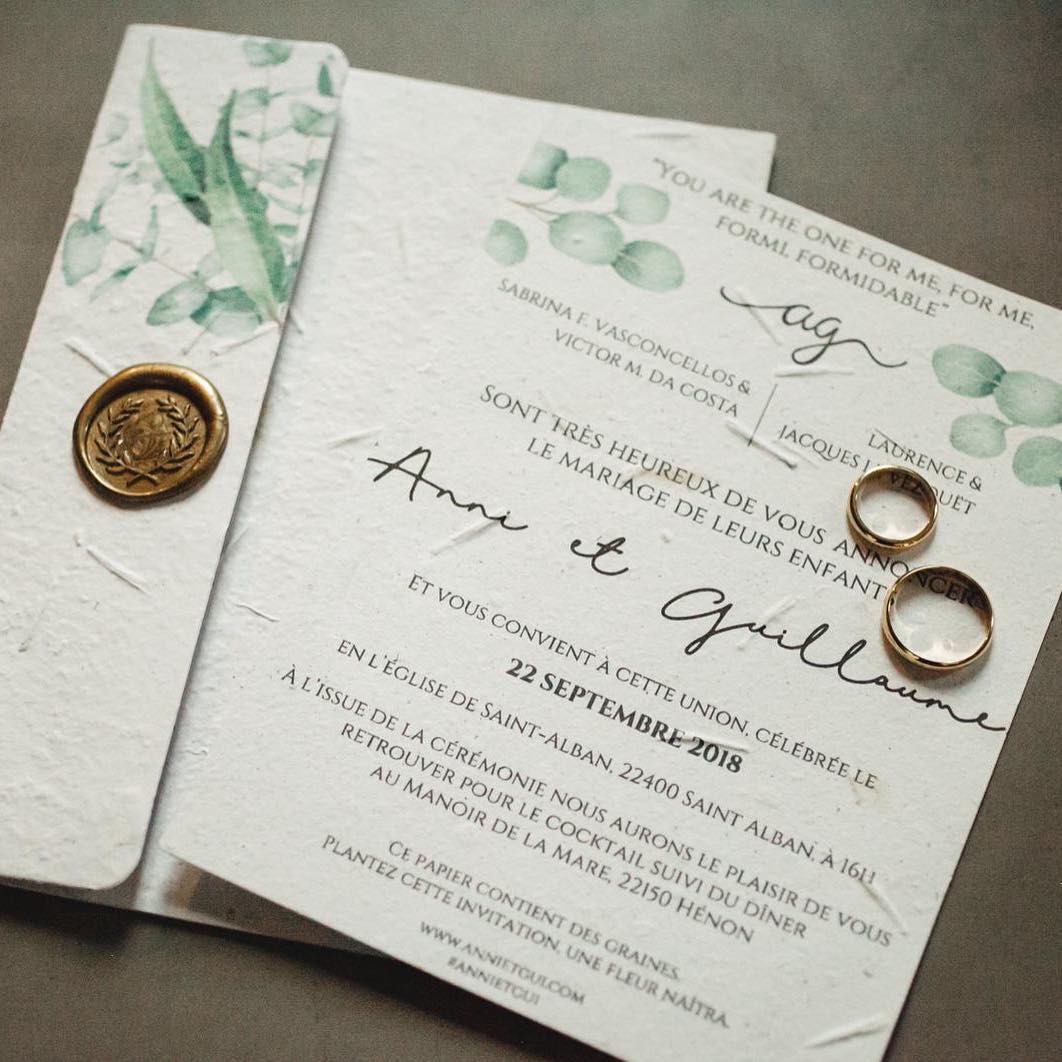 "YOU ARE THE ONE FOR ME, FOR ME,
FORMI, FORMIDABLE"
ag
SABRINA F. VASCONCELLOS &
VICTOR M. DA COSTA
LAURENCE &
JACQUES
SONT TRÈS HEUREUX DE VOUS ANNONCER
LE MARIAGE DE LEURS ENFANT
Anni et Guillaume
ET VOUS CONVIENT À CETTE UNION, CÉLÉBRÉE LE
22 SEPTEMBRE 2018
EN L'ÉGLISE DE SAINT-ALBAN, 22400 SAINT ALBAN, À 16H
À L'ISSUE DE LA CÉRÉMONIE NOUS AURONS LE PLAISIR DE VOUS
RETROUVER POUR LE COCKTAIL SUIVI DU DÎNER
AU MANOIR DE LA MARE, 22150 HÉNON
CE PAPIER CONTIENT DES GRAINES.
PLANTEZ CETTE INVITATION, UNE FLEUR NAÎTRA.
WWW.ANNIETGUI.COM
#ANNIETGUI